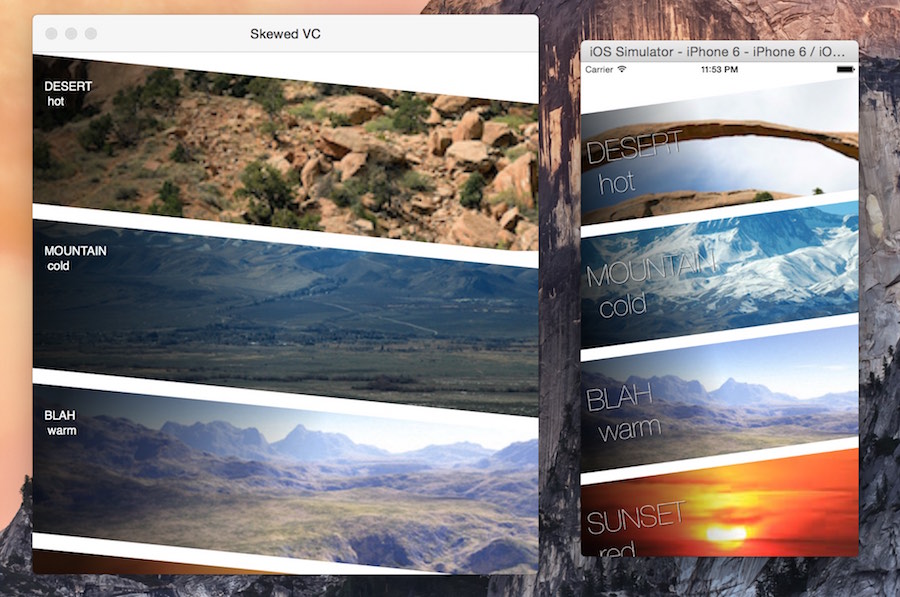 Skewed VC
DESERT
hot
MOUNTAIN
cold
BLAH
warm
iOS Simulator - iPhone 6 - iPhone 6 / iO...
Carrier
11:53 PM
DESERT
hot
MOUNTAIN
cold
BLAH
warm
SUNSET
red